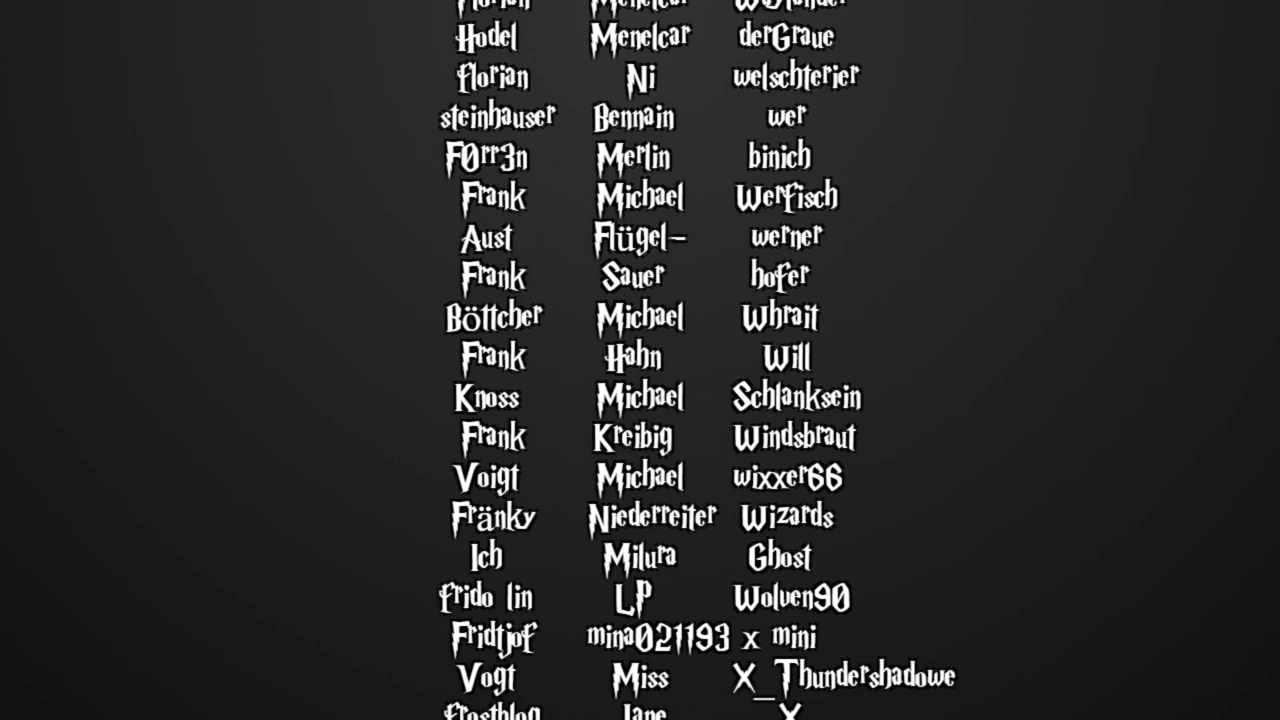 Hodel Menelcar derGraue
florian Ni welschterier
steinhauser Bennain wer
F0rr3n Merlin binich
Frank Michael Werfisch
Aust Flügel- werner
Frank Sauer hofer
Böttcher Michael Whrait
Frank Hahn Will
Knoss Michael Schlanksein
Frank Kreibig Windsbraut
Voigt Michael wixxer66
Fränky Niederreiter Wizards
Ich Milura Ghost
frido lin LP Wolven90
Fridtjof mina021193 x mini
Vogt Miss X_Thundershadowe
frostblog Jane X